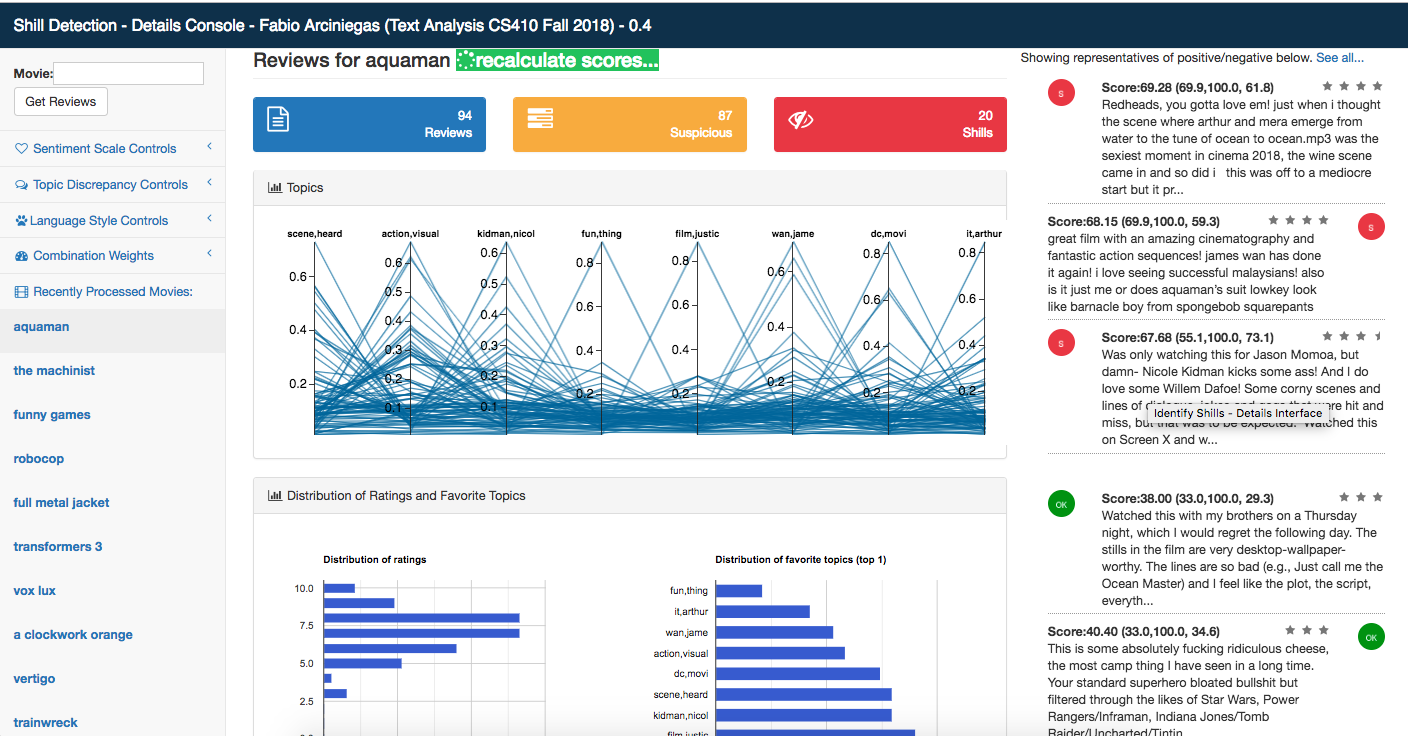 Shill Detection - Details Console - Fabio Arciniegas (Text Analysis CS410 Fall 2018) - 0.4
Movie:
Get Reviews
Sentiment Scale Controls
Topic Discrepancy Controls
Language Style Controls
Combination Weights
Recently Processed Movies:
aquaman
the machinist
funny games
robocop
full metal jacket
transformers 3
vox lux
a clockwork orange
vertigo
trainwreck
Reviews for aquaman recalculate scores...
94
Reviews
87
Suspicious
20
Shills
Topics
scene,heard action,visual kidman,nicol fun,thing film,justic wan,jame dc,movi it,arthur
0.6
0.4
0.2
0.6
0.5
0.4
0.3
0.2
0.1
0.6
0.5
0.4
0.3
0.2
0.1
0.8
0.6
0.4
0.2
0.8
0.6
0.4
0.2
0.6
0.4
0.2
0.8
0.6
0.4
0.2
0.8
0.6
0.4
0.2
Distribution of Ratings and Favorite Topics
Distribution of ratings
10.0
7.5
5.0
2.5
Distribution of favorite topics (top 1)
fun,thing
it,arthur
wan,jame
action,visual
dc,movi
scene,heard
kidman,nicol
film,justic
Showing representatives of positive/negative below. See all...
S
Score:69.28 (69.9,100.0, 61.8)
Redheads, you gotta love em! just when i thought
the scene where arthur and mera emerge from
water to the tune of ocean to ocean.mp3 was the
sexiest moment in cinema 2018, the wine scene
came in and so did i this was off to a mediocre
start but it pr...
Score:68.15 (69.9,100.0, 59.3)
S
great film with an amazing cinematography and
fantastic action sequences! james wan has done
it again! i love seeing successful malaysians! also
is it just me or does aquaman's suit lowkey look
like barnacle boy from spongebob squarepants
S
Score:67.68 (55.1,100.0, 73.1)
Was only watching this for Jason Momoa, but
damn- Nicole Kidman kicks some ass! And I do
love some Willem Dafoe! Some corny scenes and
lines of dialogue, jokes and gags that were hit and
Identify Shills - Details Interface
miss, but that was to be expected. Watched this
on Screen X and w...
OK
Score:38.00 (33.0,100.0, 29.3)
Watched this with my brothers on a Thursday
night, which I would regret the following day. The
stills in the film are very desktop-wallpaper-
worthy. The lines are so bad (e.g., Just call me the
Ocean Master) and I feel like the plot, the script,
everyth...
Score:40.40 (33.0,100.0, 34.6)
OK
This is some absolutely fucking ridiculous cheese,
the most camp thing I have seen in a long time.
Your standard superhero bloated bullshit but
filtered through the likes of Star Wars, Power
Rangers/Inframan, Indiana Jones/Tomb
Raider/Uncharted/Tintin